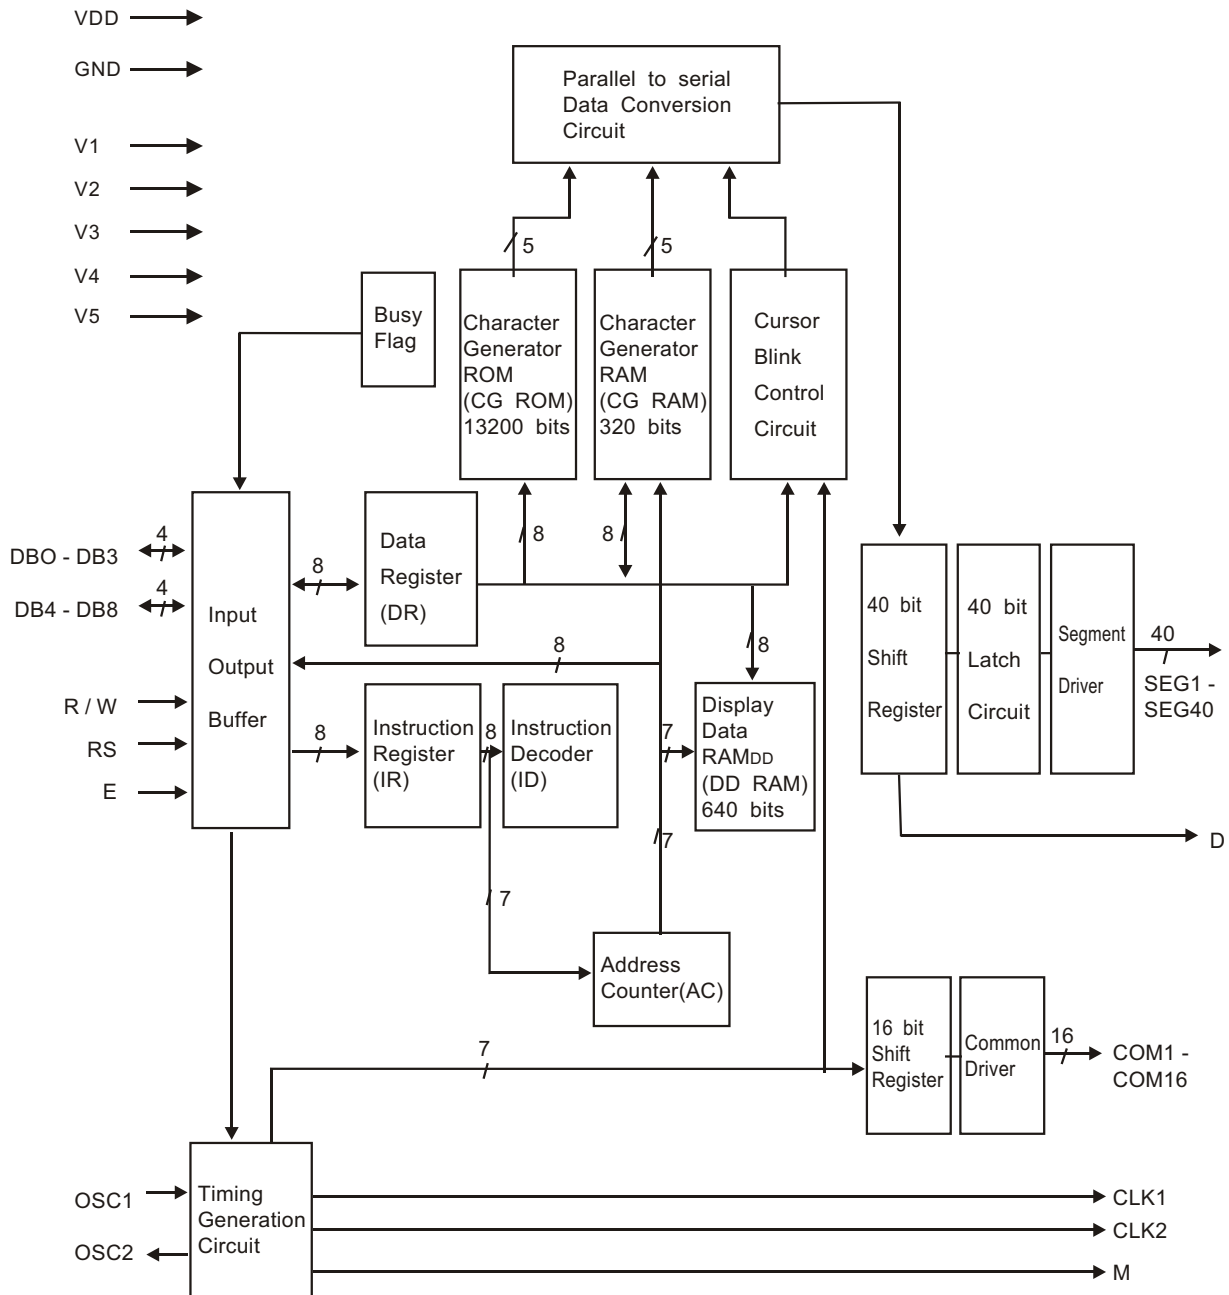 VDD
GND
V1
V2
V3
V4
V5
Parallel to serial
Data Conversion
Circuit
5
5
Busy
Flag
Character
Generator
ROM
(CG ROM)
13200 bits
Character
Generator
RAM
(CG RAM)
320 bits
Cursor
Blink
Control
Circuit
8
8
DBO - DB3
4
DB4 - DB8
4
R / W
RS
E
Input
Output
Buffer
8
Data
Register
(DR)
8
8
8
Instruction
Register
(IR)
8
Instruction
Decoder
(ID)
7
Display
Data
RAMDD
(DD RAM)
640 bits
7
7
Address
Counter(AC)
40 bit
Shift
Register
40 bit
Latch
Circuit
Segment
Driver
40
SEG1 -
SEG40
D
7
16 bit
Shift
Register
Common
Driver
16
COM1 -
COM16
OSC1
OSC2
Timing
Generation
Circuit
CLK1
CLK2
M